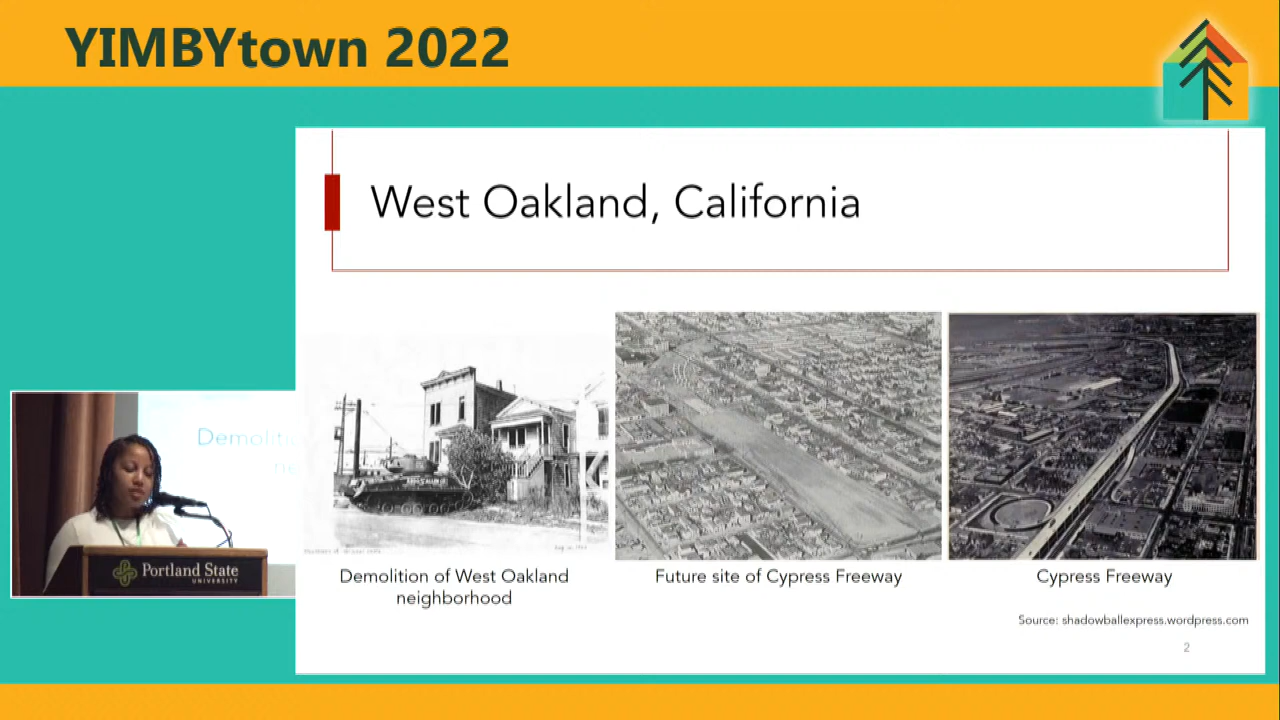 YIMBYtown 2022
West Oakland, California
Demolition of West Oakland
neighborhood
Future site of Cypress Freeway
Cypress Freeway
Source: shadowballexpress.wordpress.com
2
Portland State
UNIVERSITY